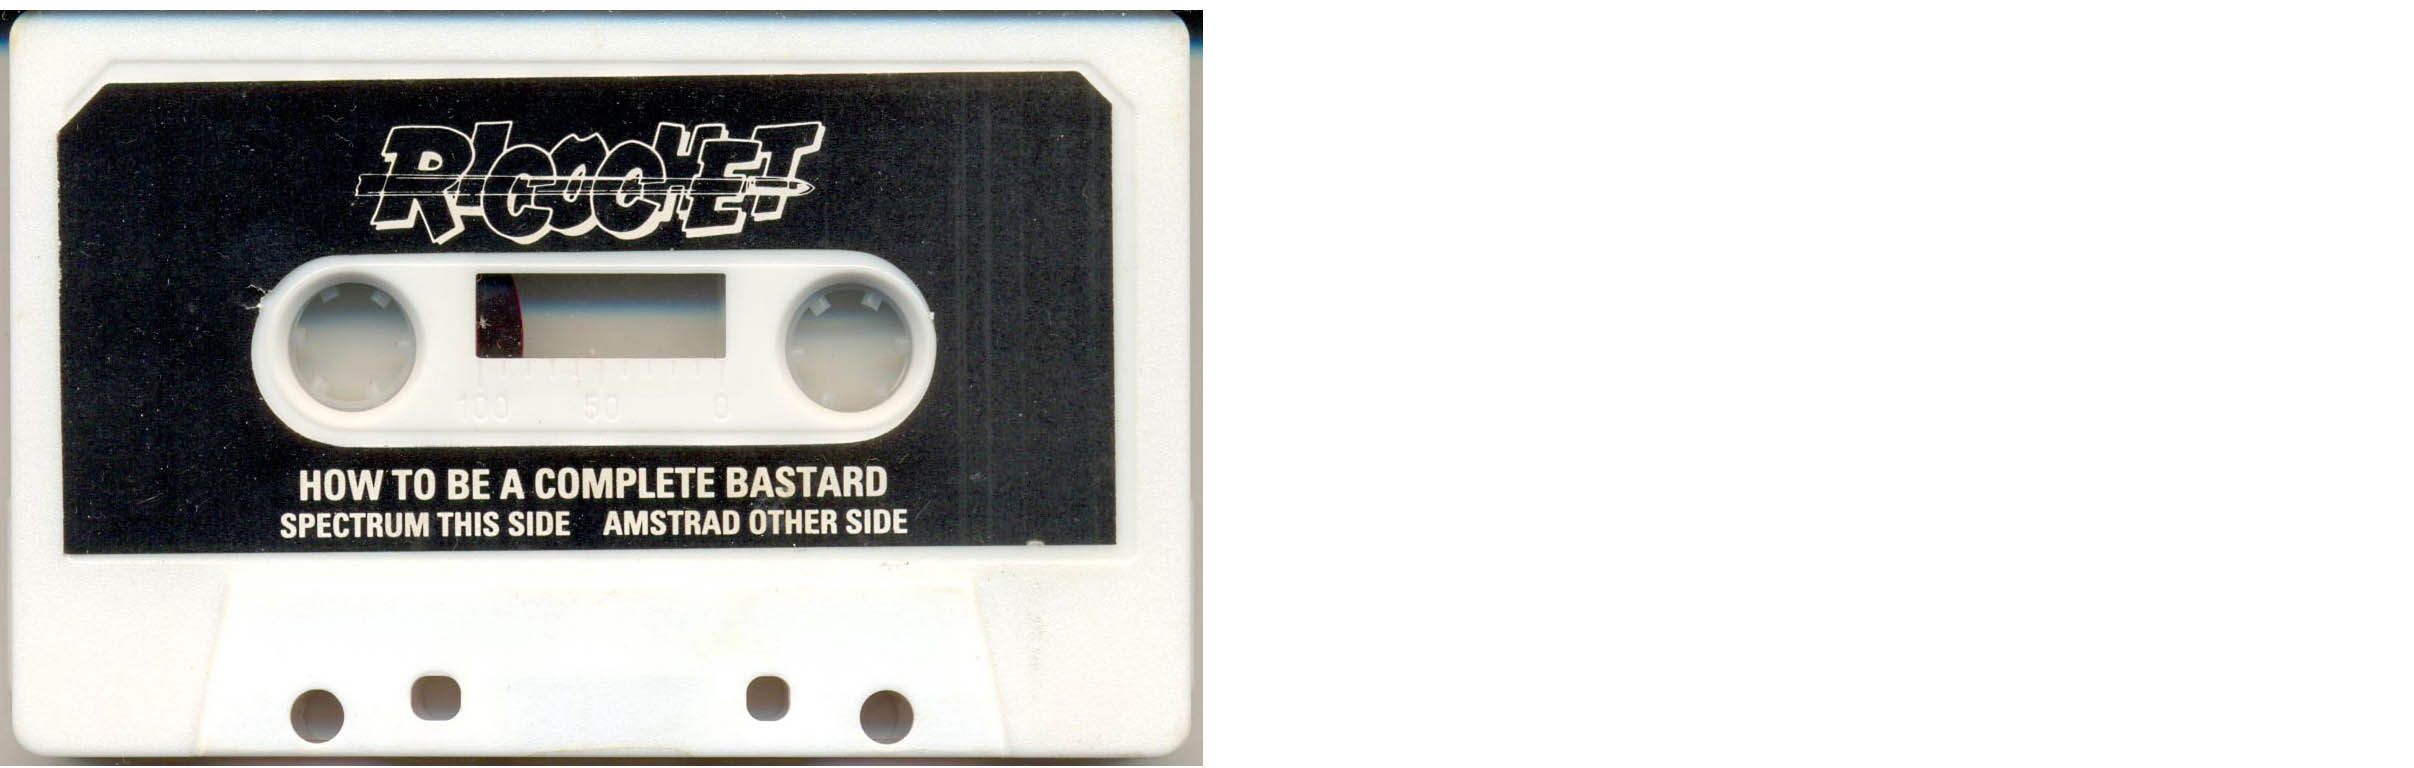 RICOCHET
100 50 0
HOW TO BE A COMPLETE BASTARD
SPECTRUM THIS SIDE AMSTRAD OTHER SIDE